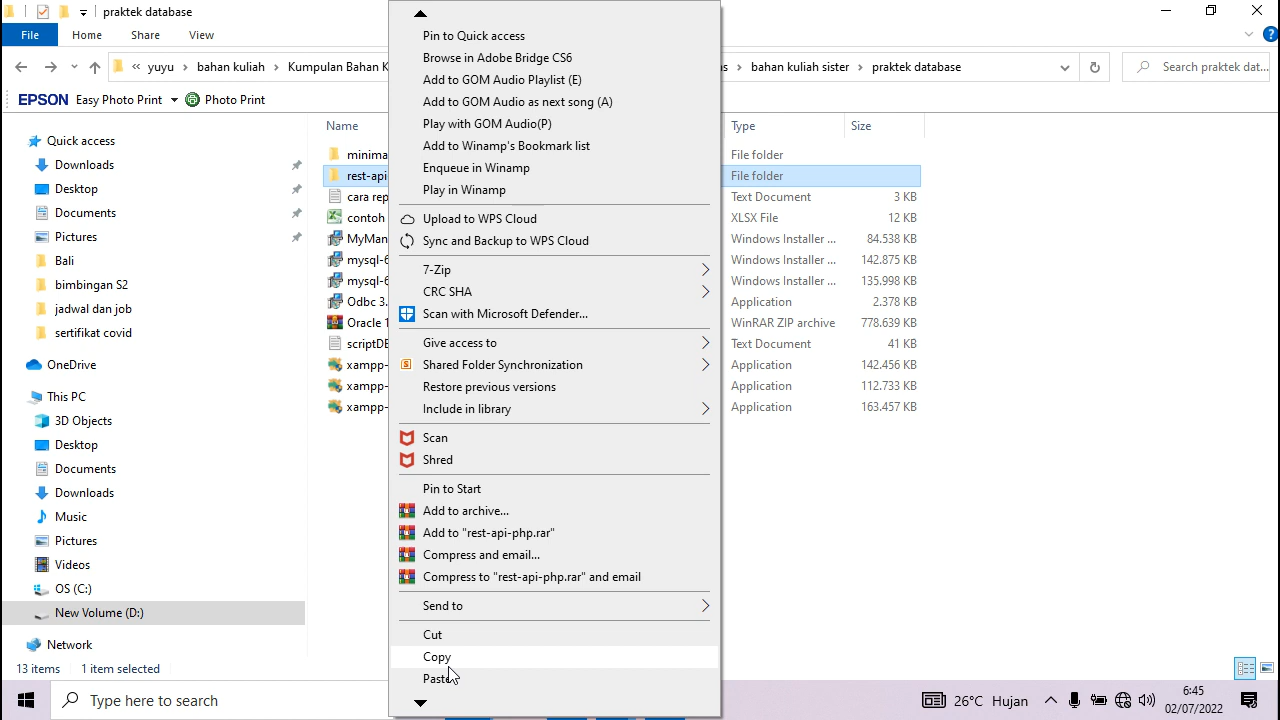 praktek database
File Home Share View
« yuyu > bahan kuliah > Kumpulan Bahan K
s > bahan kuliah sister > praktek database
Search praktek dat...
EPSON Easy Photo Print Photo Print
Name
Type
Size
Quick access
Downloads
Desktop
Documents
Pictures
Bali
bimbingan S2
jadwal dan job
sertifikat covid
OneDrive
This PC
3D Objects
Desktop
Documents
Downloads
Music
Pictures
Videos
OS (C:)
New Volume (D:)
Network
minima
File folder
rest-api
File folder
cara rep
Text Document 3 KB
contoh
XLSX File 12 KB
MyMan
Windows Installer ... 84.538 KB
mysql-6
Windows Installer ... 142.875 KB
mysql-6
Windows Installer ... 135.998 KB
Odbc 3.
Application 2.378 KB
Oracle 1
WinRAR ZIP archive 778.639 KB
scriptDB
Text Document 41 KB
xampp-
Application 142.456 KB
xampp-
Application 112.733 KB
xampp-
Application 163.457 KB
Pin to Quick access
Browse in Adobe Bridge CS6
Add to GOM Audio Playlist (E)
Add to GOM Audio as next song (A)
Play with GOM Audio(P)
Add to Winamp's Bookmark list
Enqueue in Winamp
Play in Winamp
Upload to WPS Cloud
Sync and Backup to WPS Cloud
7-Zip
CRC SHA
Scan with Microsoft Defender...
Give access to
Shared Folder Synchronization
Restore previous versions
Include in library
Scan
Shred
Pin to Start
Add to archive...
Add to "rest-api-php.rar"
Compress and email...
Compress to "rest-api-php.rar" and email
Send to
Cut
Copy
Paste
13 items 1 item selected
Type here to search
26°C Hujan
6:45
02/07/2022